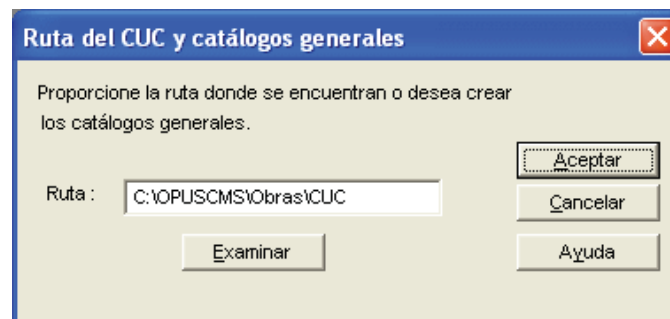 Ruta del CUC y catálogos generales
Proporcione la ruta donde se encuentran o desea crear
los catálogos generales.
Aceptar
Ruta : C:\OPUSCMS\Obras\CUC
Cancelar
Examinar
Ayuda